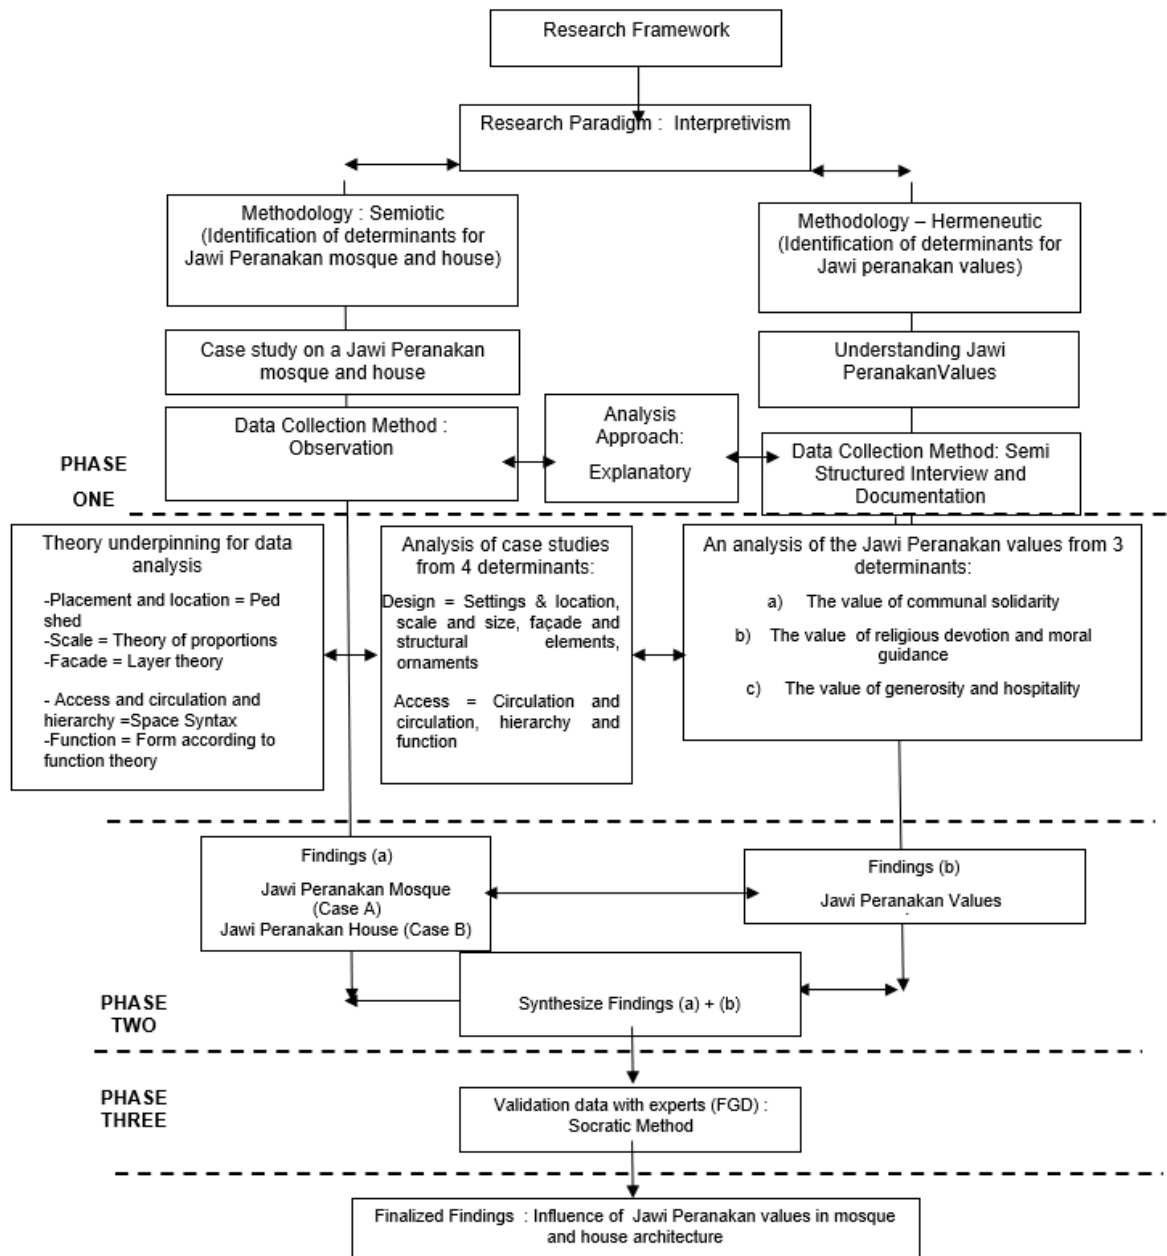 Research Framework
Research Paradigm :  Interpretivism
Methodology : Semiotic
(Identification of determinants for
Jawi Peranakan mosque and house)
Methodology – Hermeneutic
(Identification of determinants for
Jawi peranakan values)
Case study on a Jawi Peranakan
mosque and house
Understanding Jawi
PeranakanValues
Data Collection Method :
Observation
Analysis
Approach:
Explanatory
Data Collection Method: Semi
Structured Interview and
Documentation
PHASE
ONE
Theory underpinning for data
analysis
-Placement and location = Ped
shed
-Scale = Theory of proportions
-Facade = Layer theory
- Access and circulation and
hierarchy =Space Syntax
-Function = Form according to
function theory
Analysis of case studies
from 4 determinants:
Design = Settings & location,
scale and size, façade and
structural elements,
ornaments
Access = Circulation and
circulation, hierarchy and
function
An analysis of the Jawi Peranakan values from 3
determinants:
a) The value of communal solidarity
b) The value of religious devotion and moral
guidance
c) The value of generosity and hospitality
Findings (a)
Jawi Peranakan Mosque
(Case A)
Jawi Peranakan House (Case B)
Findings (b)
Jawi Peranakan Values
.
PHASE
TWO
Synthesize Findings (a) + (b)
PHASE
THREE
Validation data with experts (FGD) :
Socratic Method
Finalized Findings  : Influence of  Jawi Peranakan values in mosque
and house architecture